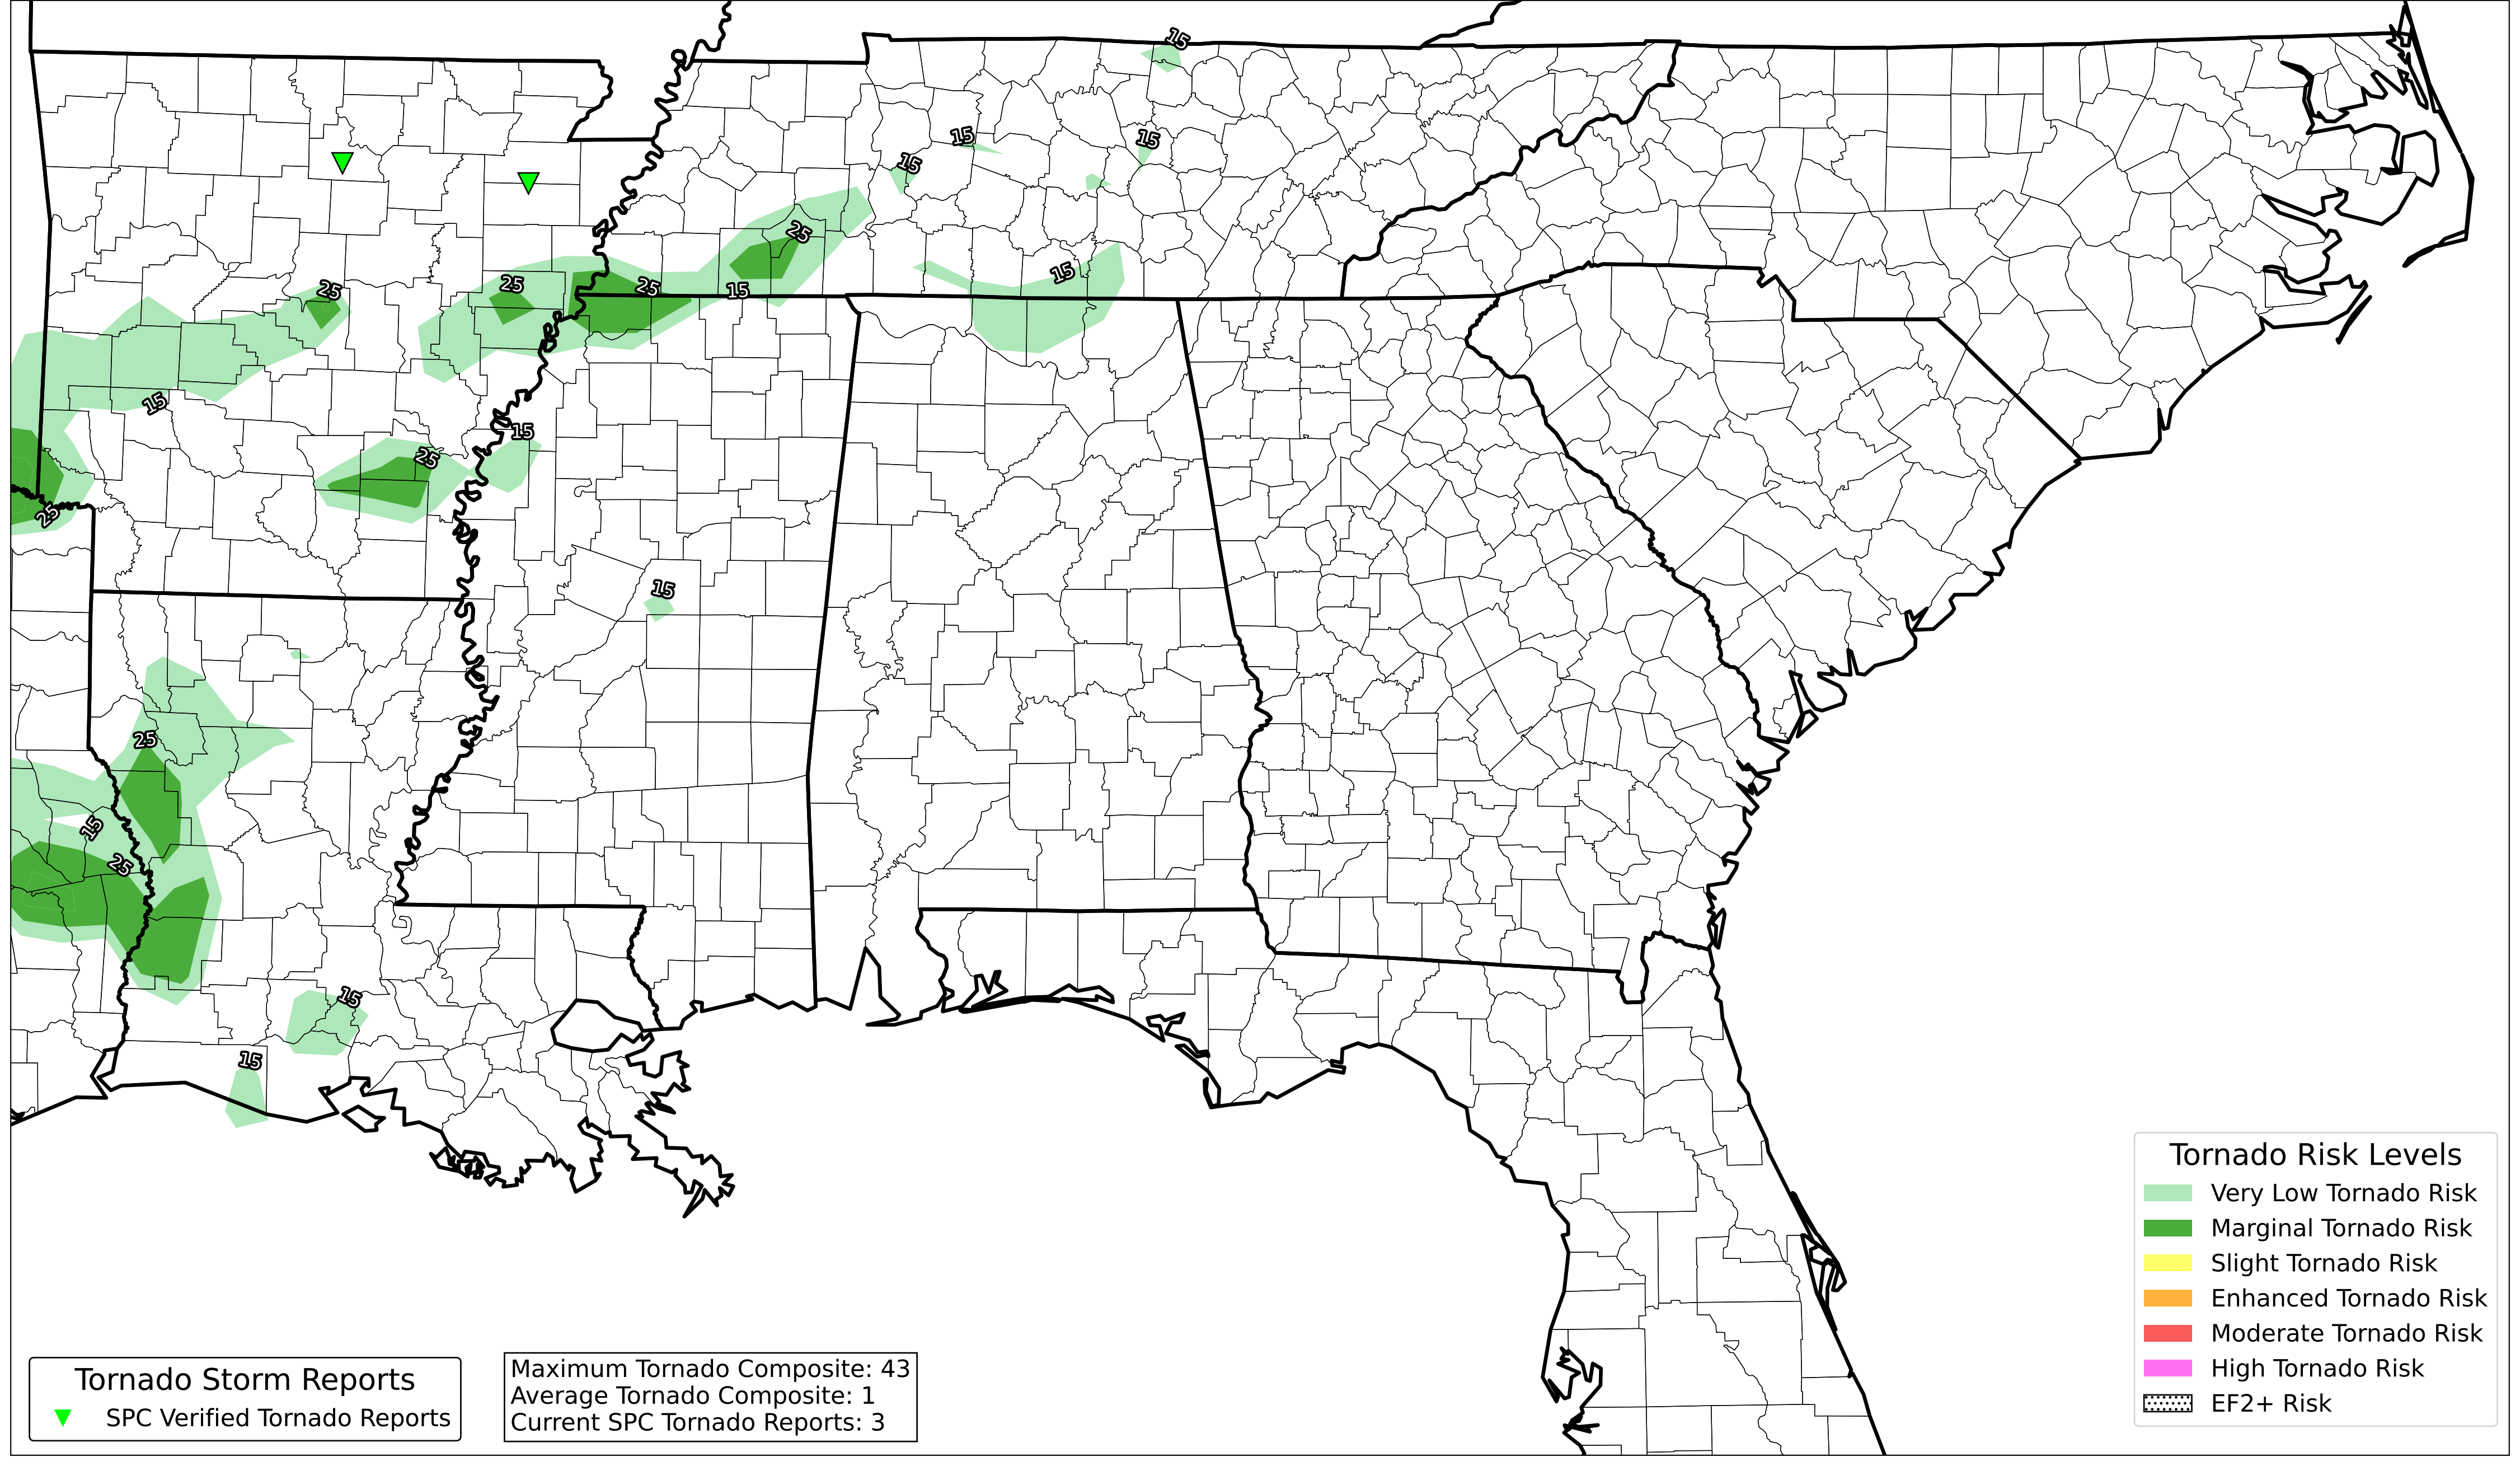 15
15
15
15
25
15
25
25
25
15
15
15
25
25
15
25
15
25
15
25
15
15
Tornado Risk Levels
Very Low Tornado Risk
Marginal Tornado Risk
Slight Tornado Risk
Enhanced Tornado Risk
Moderate Tornado Risk
High Tornado Risk
EF2+ Risk
Tornado Storm Reports
SPC Verified Tornado Reports
Maximum Tornado Composite: 43
Average Tornado Composite: 1
Current SPC Tornado Reports: 3